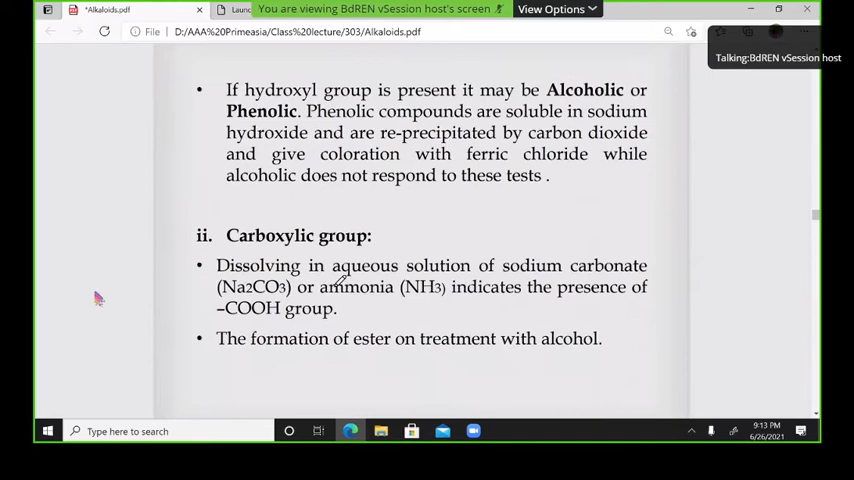 You are viewing BdREN vSession host's screen
View Options
*Alkaloids.pdf
Laun
File
D:/AAA%20Primeasia/Class%20lecture/303/Alkaloids.pdf
Talking:BdREN vSession host
• If hydroxyl group is present it may be Alcoholic or
Phenolic. Phenolic compounds are soluble in sodium
hydroxide and are re-precipitated by carbon dioxide
and give coloration with ferric chloride while
alcoholic does not respond to these tests .
ii. Carboxylic group:
• Dissolving in aqueous solution of sodium carbonate
(Na2CO3) or ammonia (NH3) indicates the presence of
–COOH group.
• The formation of ester on treatment with alcohol.
Type here to search
9:13 PM
6/26/2021